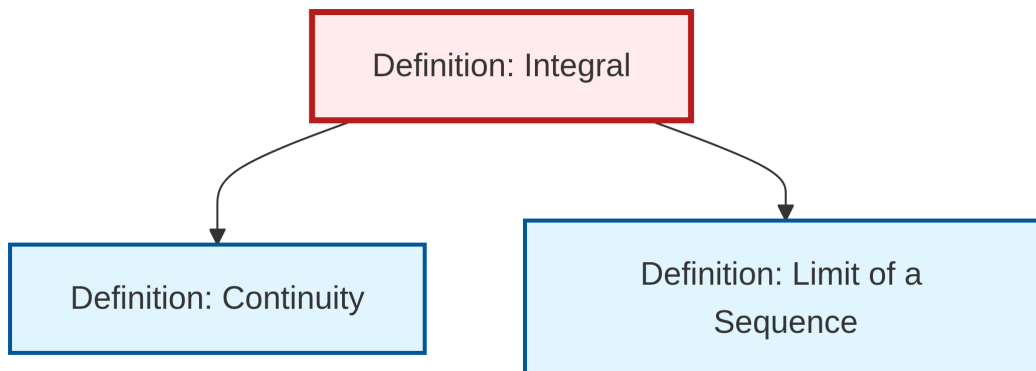 Definition: Integral
Definition: Continuity
Definition: Limit of a
Sequence